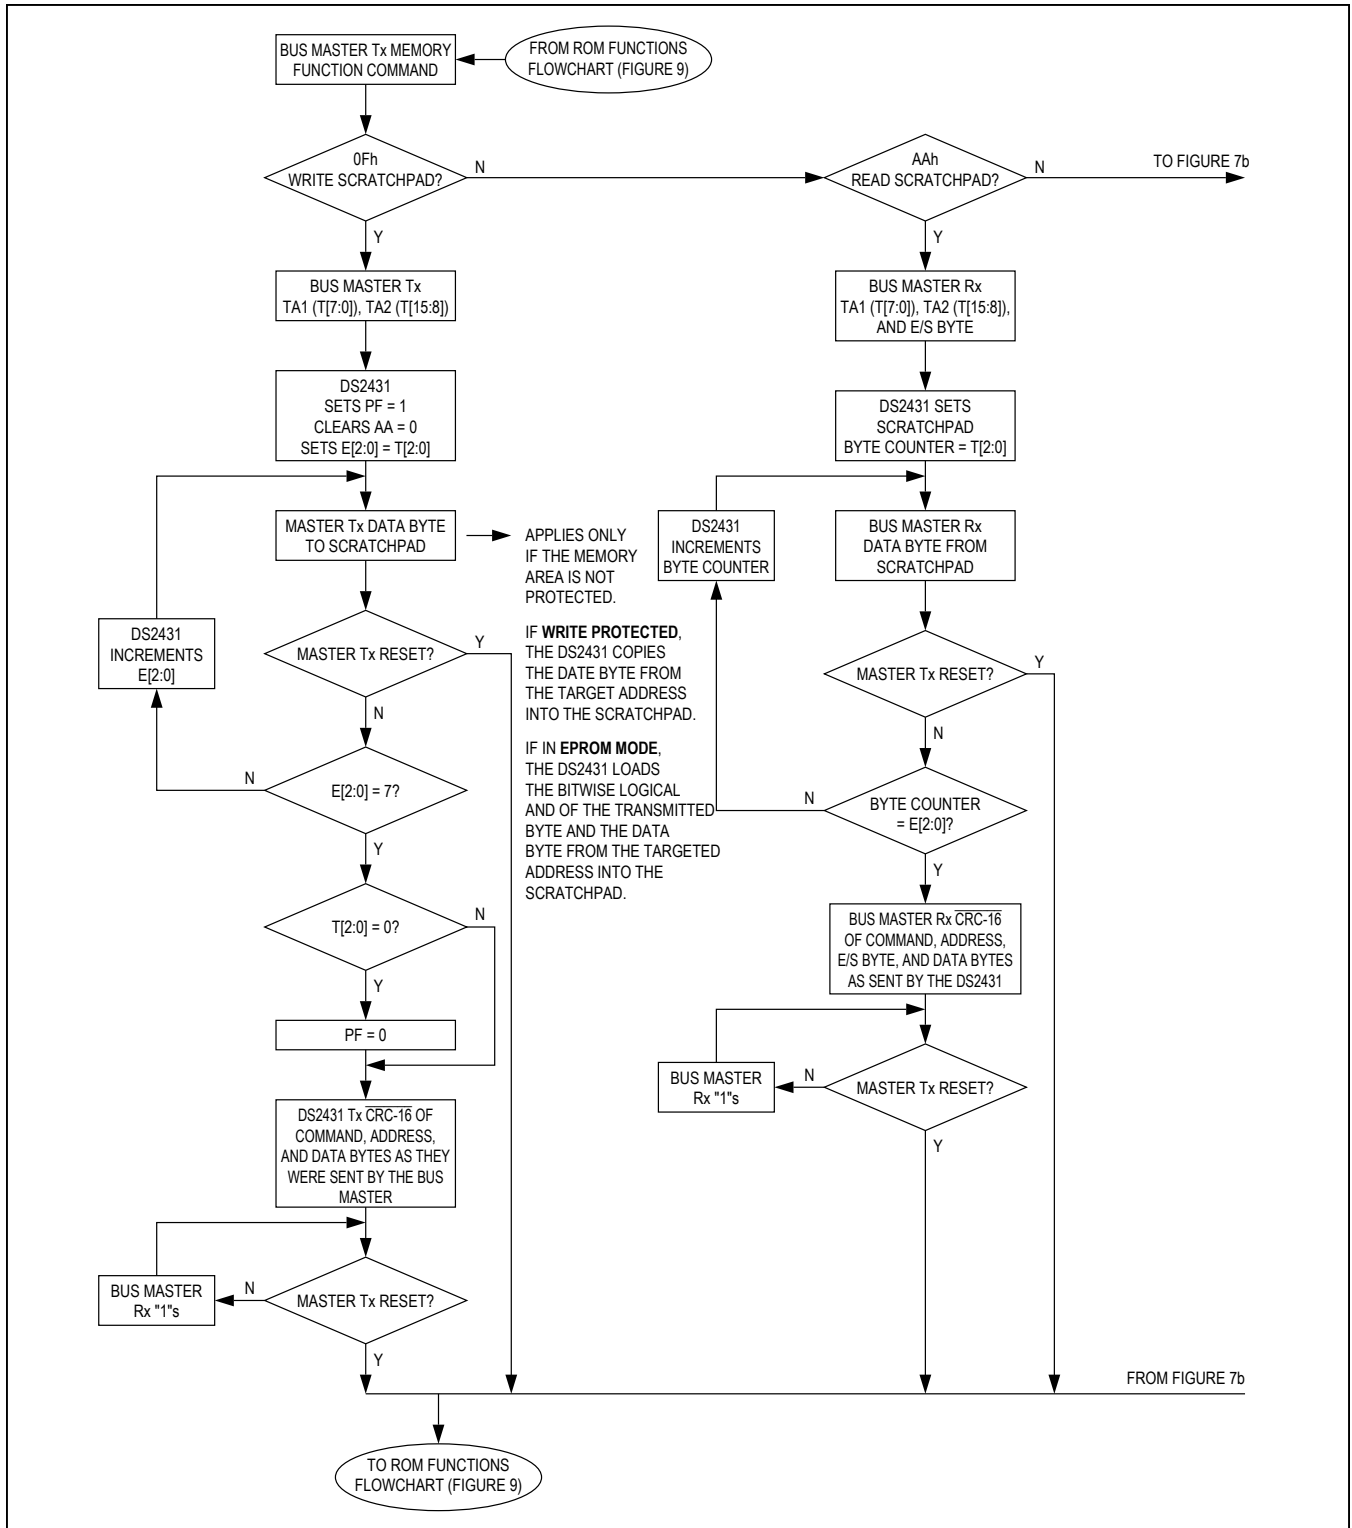 BUS MASTER Tx MEMORY
FUNCTION COMMAND
FROM ROM FUNCTIONS
FLOWCHART (FIGURE 9)
0Fh
WRITE SCRATCHPAD?
N
Y
AAh
READ SCRATCHPAD?
N
Y
TO FIGURE 7b
BUS MASTER Tx
TA1 (T[7:0]), TA2 (T[15:8])
DS2431
SETS PF = 1
CLEARS AA = 0
SETS E[2:0] = T[2:0]
MASTER Tx DATA BYTE
TO SCRATCHPAD
APPLIES ONLY
IF THE MEMORY
AREA IS NOT
PROTECTED.
IF WRITE PROTECTED,
THE DS2431 COPIES
THE DATE BYTE FROM
THE TARGET ADDRESS
INTO THE SCRATCHPAD.
IF IN EPROM MODE,
THE DS2431 LOADS
THE BITWISE LOGICAL
AND OF THE TRANSMITTED
BYTE AND THE DATA
BYTE FROM THE TARGETED
ADDRESS INTO THE
SCRATCHPAD.
DS2431
INCREMENTS
E[2:0]
MASTER Tx RESET?
Y
N
E[2:0] = 7?
N
Y
T[2:0] = 0?
N
Y
PF = 0
DS2431 Tx CRC-16 OF
COMMAND, ADDRESS,
AND DATA BYTES AS THEY
WERE SENT BY THE BUS
MASTER
BUS MASTER
Rx "1"s
N
MASTER Tx RESET?
Y
BUS MASTER Rx
TA1 (T[7:0]), TA2 (T[15:8]),
AND E/S BYTE
DS2431 SETS
SCRATCHPAD
BYTE COUNTER = T[2:0]
DS2431
INCREMENTS
BYTE COUNTER
BUS MASTER Rx
DATA BYTE FROM
SCRATCHPAD
MASTER Tx RESET?
Y
N
BYTE COUNTER
= E[2:0]?
N
Y
BUS MASTER Rx CRC-16
OF COMMAND, ADDRESS,
E/S BYTE, AND DATA BYTES
AS SENT BY THE DS2431
BUS MASTER
Rx "1"s
N
MASTER Tx RESET?
Y
FROM FIGURE 7b
TO ROM FUNCTIONS
FLOWCHART (FIGURE 9)